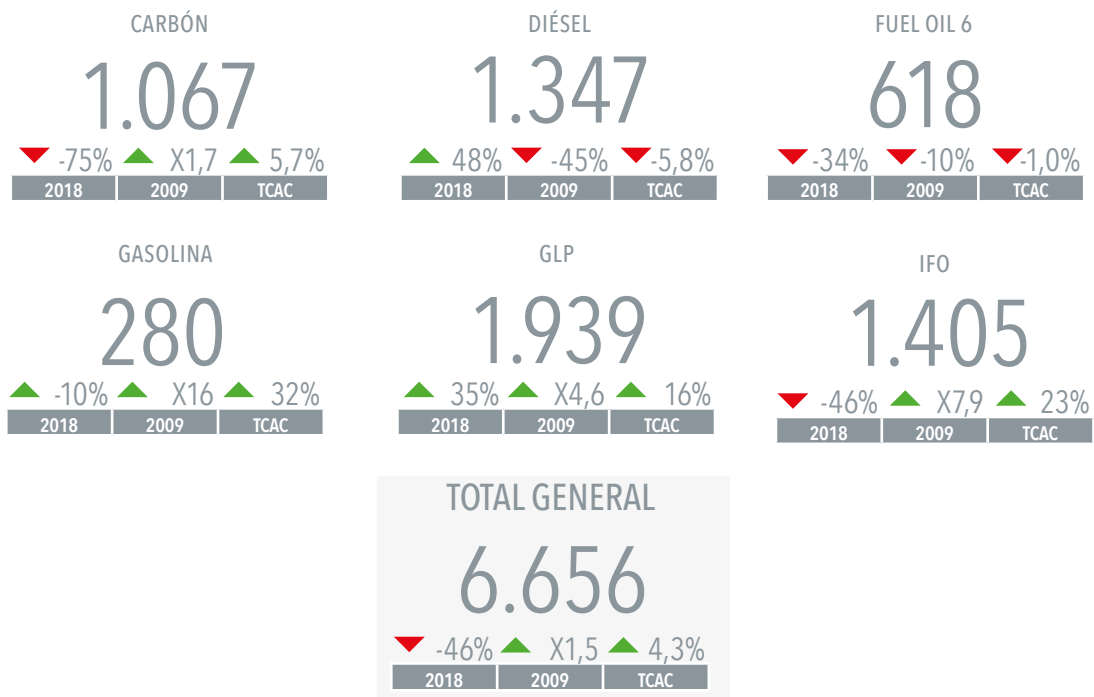 CARBÓN
1.067
-75% X1,7 5,7%
2018 2009 TCAC
DIÉSEL
1.347
48% -45% -5,8%
2018 2009 TCAC
FUEL OIL 6
618
-34% -10% -1,0%
2018 2009 TCAC
GASOLINA
280
-10% X16 32%
2018 2009 TCAC
GLP
1.939
35% X4,6 16%
2018 2009 TCAC
IFO
1.405
-46% X7,9 23%
2018 2009 TCAC
TOTAL GENERAL
6.656
-46% X1,5 4,3%
2018 2009 TCAC